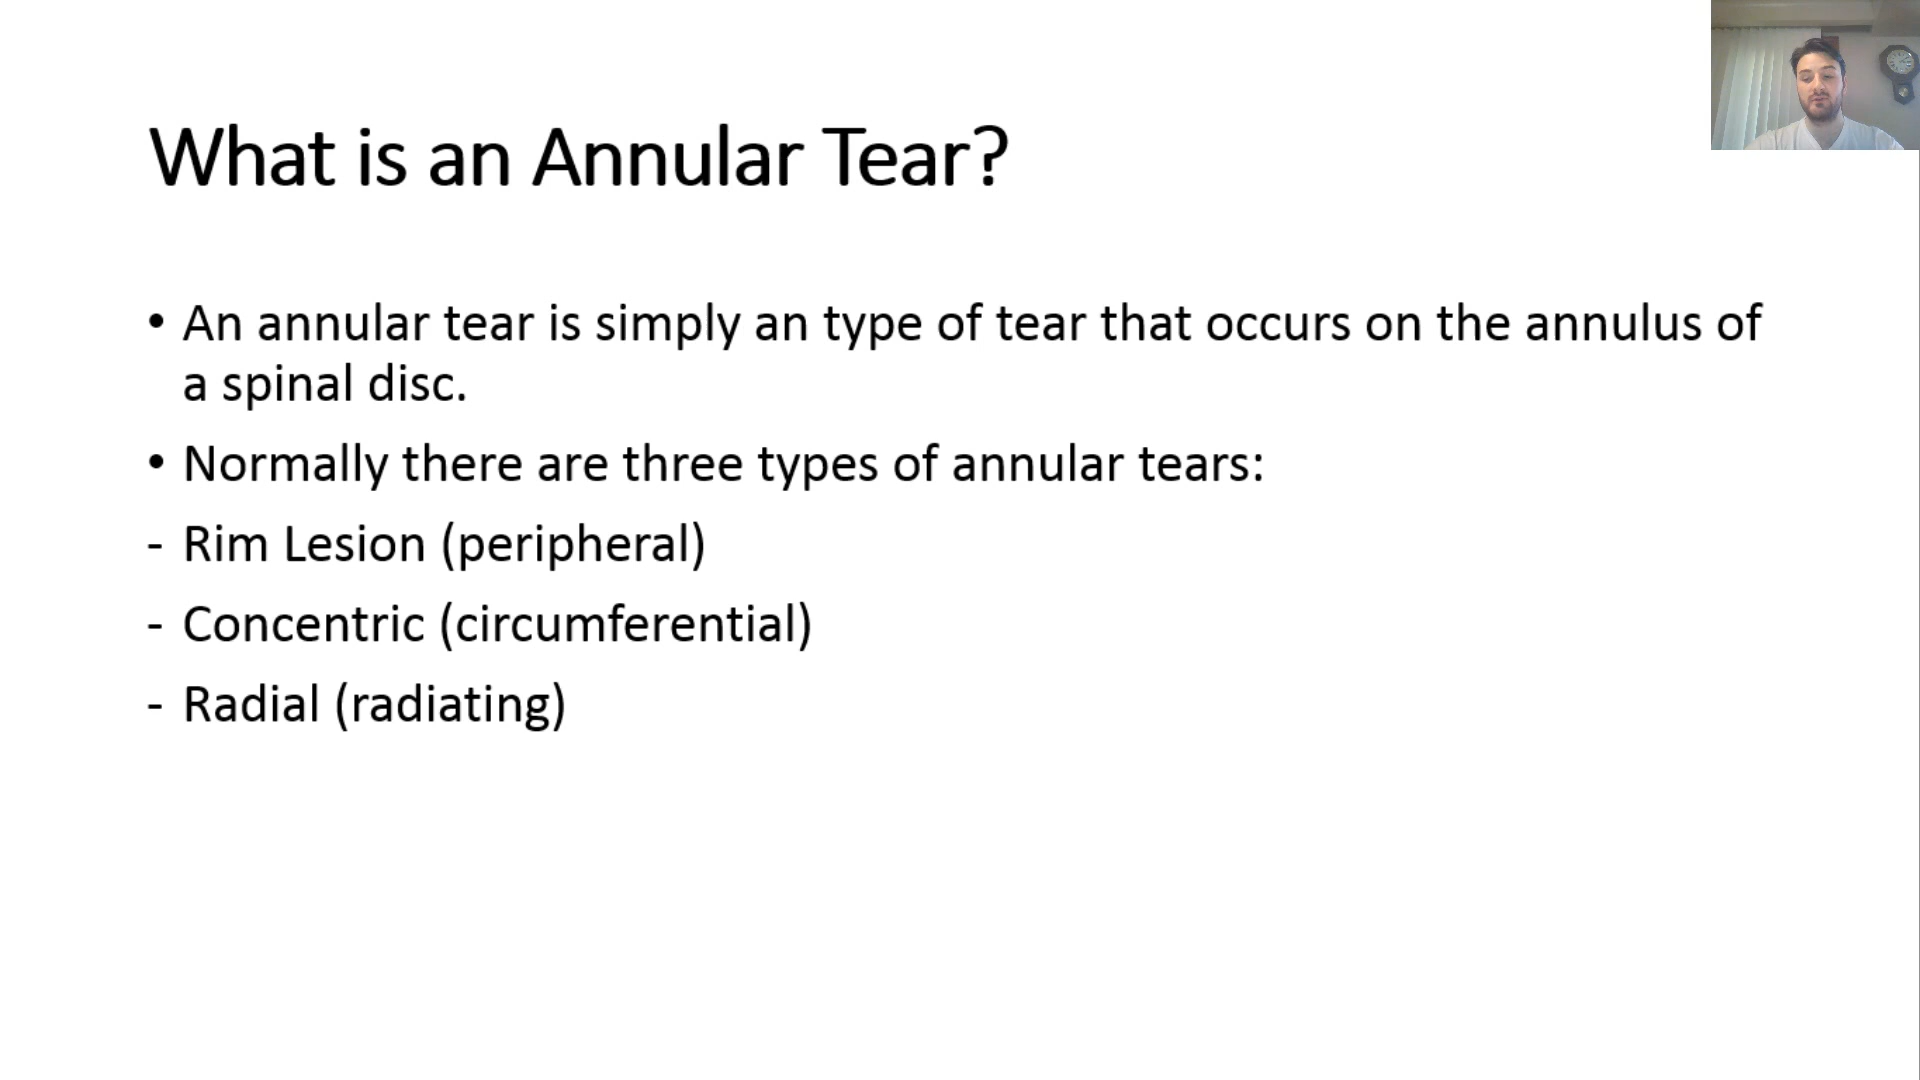 What is an Annular Tear?
• An annular tear is simply an type of tear that occurs on the annulus of
a spinal disc.
• Normally there are three types of annular tears:
- Rim Lesion (peripheral)
- Concentric (circumferential)
- Radial (radiating)